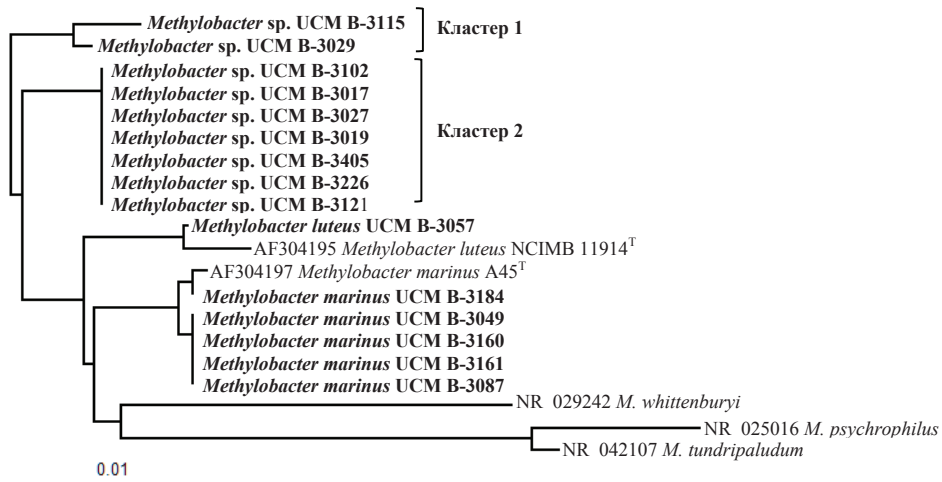 Methylobacter sp. UCM B-3115
Кластер 1
Methylobacter sp. UCM B-3029
Methylobacter sp. UCM B-3102
Methylobacter sp. UCM B-3017
Methylobacter sp. UCM B-3027
Methylobacter sp. UCM B-3019
Кластер 2
Methylobacter sp. UCM B-3405
Methylobacter sp. UCM B-3226
Methylobacter sp. UCM B-3121
Methylobacter luteus UCM B-3057
AF304195 Methylobacter luteus NCIMB 11914ᵀ
AF304197 Methylobacter marinus A45ᵀ
Methylobacter marinus UCM B-3184
Methylobacter marinus UCM B-3049
Methylobacter marinus UCM B-3160
Methylobacter marinus UCM B-3161
Methylobacter marinus UCM B-3087
NR 029242 M. whittenburyi
NR 025016 M. psychrophilus
NR 042107 M. tundripaludum
0.01